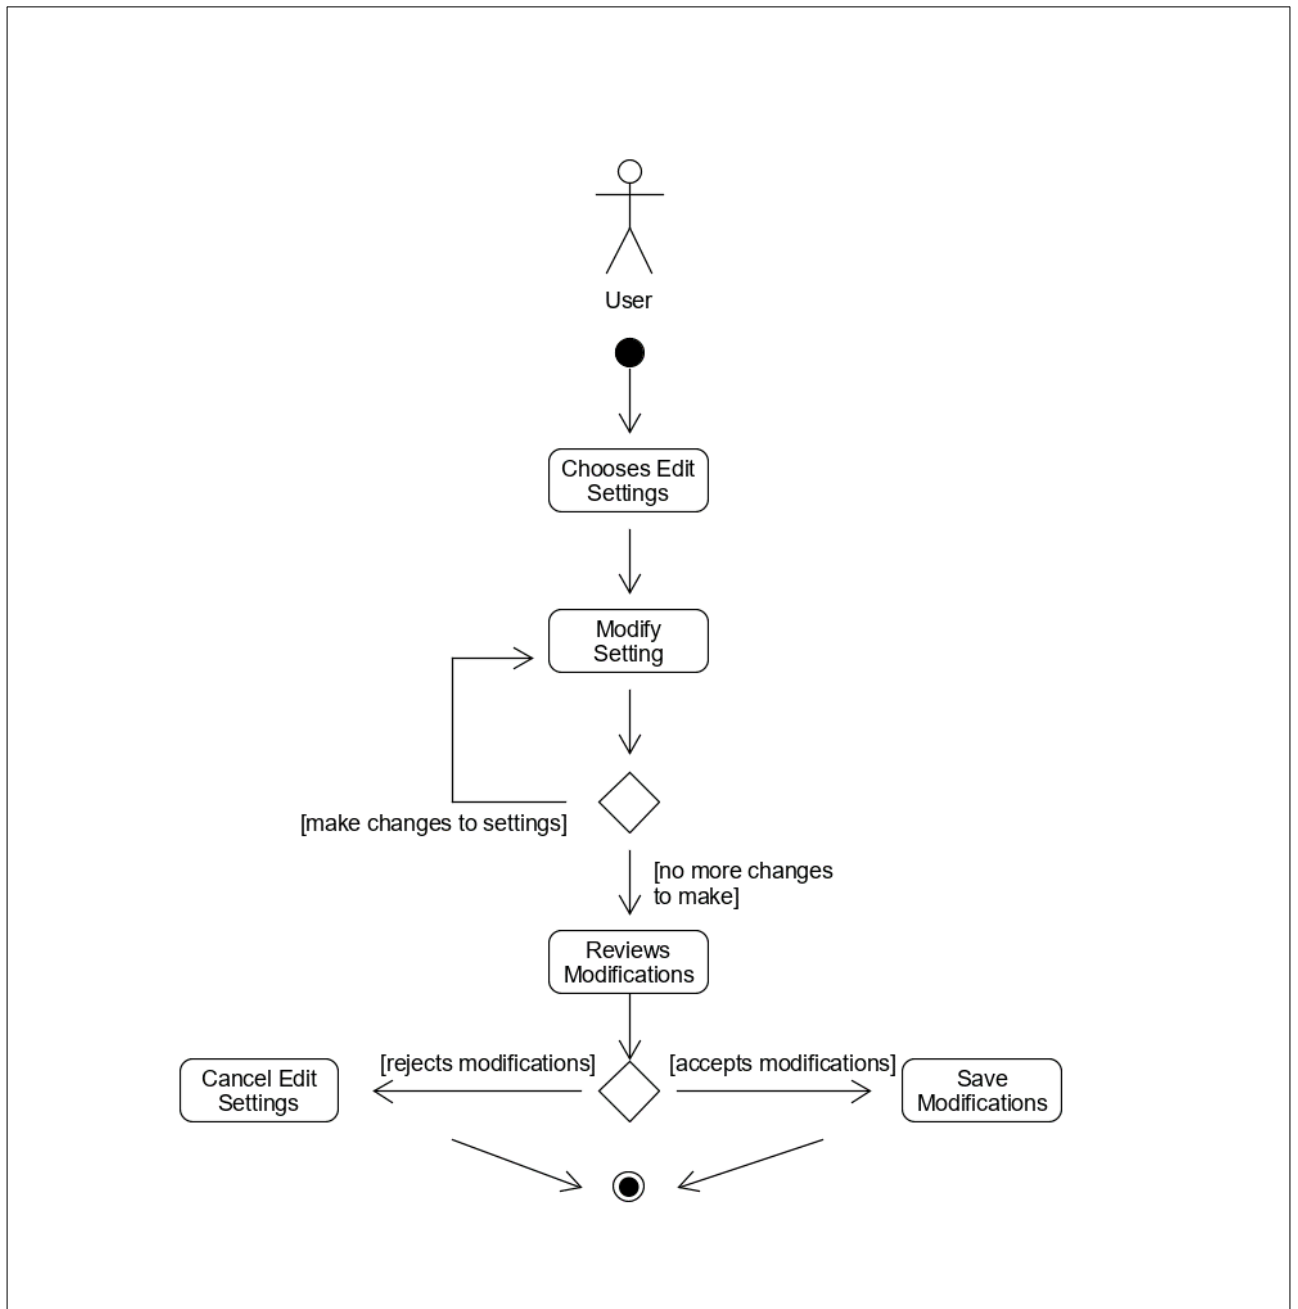 User
Chooses Edit
Settings
Modify
Setting
[make changes to settings]
[no more changes
to make]
Reviews
Modifications
[rejects modifications]
[accepts modifications]
Cancel Edit
Settings
Save
Modifications